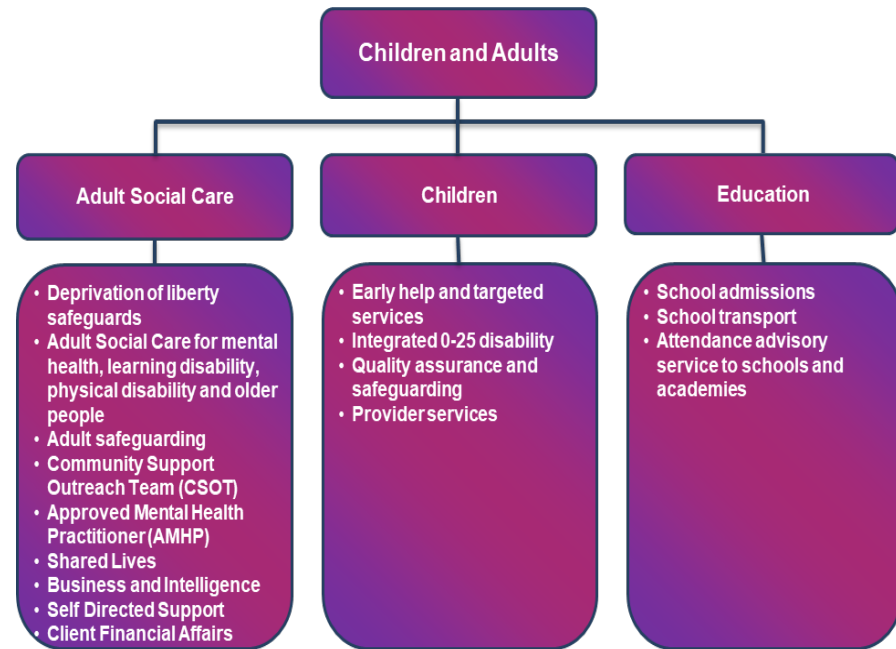 Children and Adults
Adult Social Care
Children
Education
• Deprivation of liberty
safeguards
• Adult Social Care for mental
health, learning disability,
physical disability and older
people
• Adult safeguarding
• Community Support
Outreach Team (CSOT)
• Approved Mental Health
Practitioner (AMHP)
• Shared Lives
• Business and Intelligence
• Self Directed Support
• Client Financial Affairs
• Early help and targeted
services
• Integrated 0-25 disability
• Quality assurance and
safeguarding
• Provider services
• School admissions
• School transport
• Attendance advisory
service to schools and
academies